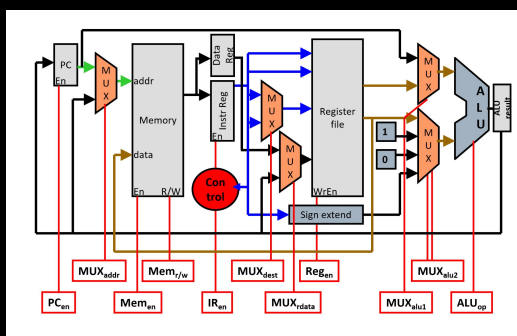 PC
En
MUX
addr
Memory
data
En
R/W
Data
Reg
Instr Reg
En
Con
trol
MUX
MUX
Register
file
WrEn
Sign extend
MUX
1
0
MUX
ALU
ALU
result
MUXaddr
Memr/w
MUXdest
Regen
MUXalu2
PCen
Memen
IRen
MUXrdata
MUXalu1
ALUop